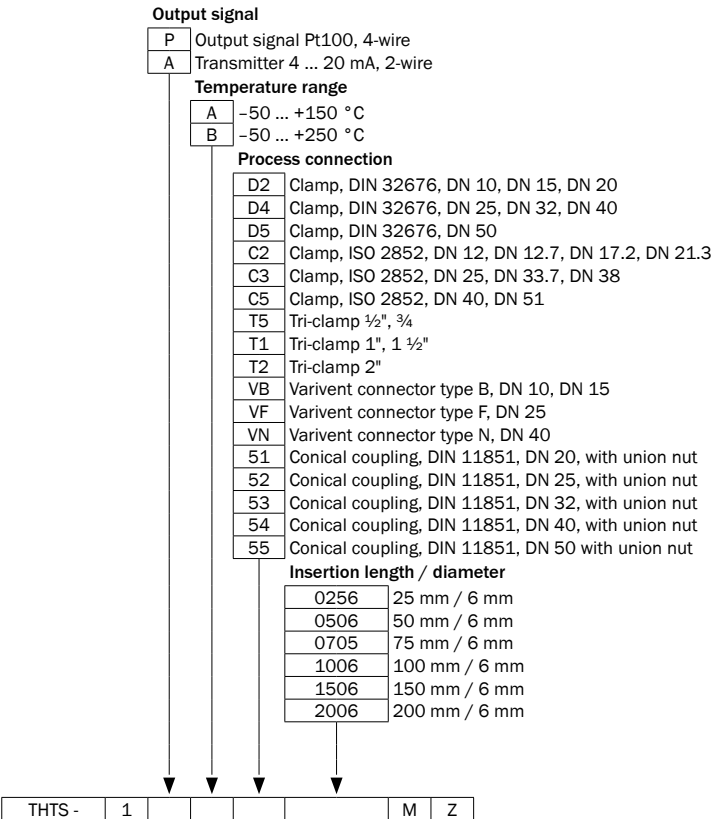 Output signal
P Output signal Pt100, 4-wire
A Transmitter 4 ... 20 mA, 2-wire
Temperature range
A –50 ... +150 °C
B –50 ... +250 °C
Process connection
D2 Clamp, DIN 32676, DN 10, DN 15, DN 20
D4 Clamp, DIN 32676, DN 25, DN 32, DN 40
D5 Clamp, DIN 32676, DN 50
C2 Clamp, ISO 2852, DN 12, DN 12.7, DN 17.2, DN 21.3
C3 Clamp, ISO 2852, DN 25, DN 33.7, DN 38
C5 Clamp, ISO 2852, DN 40, DN 51
T5 Tri-clamp ½", ¾
T1 Tri-clamp 1", 1 ½"
T2 Tri-clamp 2"
VB Varivent connector type B, DN 10, DN 15
VF Varivent connector type F, DN 25
VN Varivent connector type N, DN 40
51 Conical coupling, DIN 11851, DN 20, with union nut
52 Conical coupling, DIN 11851, DN 25, with union nut
53 Conical coupling, DIN 11851, DN 32, with union nut
54 Conical coupling, DIN 11851, DN 40, with union nut
55 Conical coupling, DIN 11851, DN 50 with union nut
Insertion length / diameter
0256 25 mm / 6 mm
0506 50 mm / 6 mm
0705 75 mm / 6 mm
1006 100 mm / 6 mm
1506 150 mm / 6 mm
2006 200 mm / 6 mm
THTS - 1 M Z